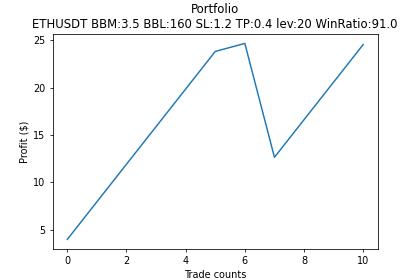 Portfolio
ETHUSDT BBM:3.5 BBL:160 SL:1.2 TP:0.4 lev:20 WinRatio:91.0
25
20
15
10
5
Profit ($)
0 2 4 6 8 10
Trade counts